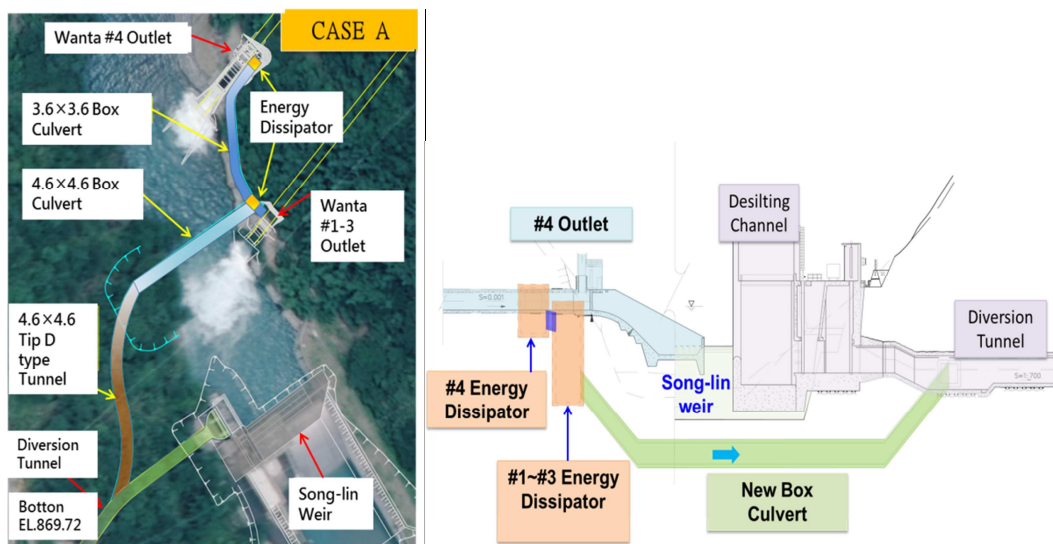 CASE A
Wanta #4 Outlet
3.6×3.6 Box
Culvert
Energy
Dissipator
4.6×4.6 Box
Culvert
Wanta
#1-3
Outlet
4.6×4.6
Tip D
type
Tunnel
Diversion
Tunnel
Botton
EL.869.72
Song-lin
Weir
Desilting
Channel
#4 Outlet
S=0.001
Diversion
Tunnel
S=1:700
#4 Energy
Dissipator
Song-lin
weir
#1~#3 Energy
Dissipator
New Box
Culvert